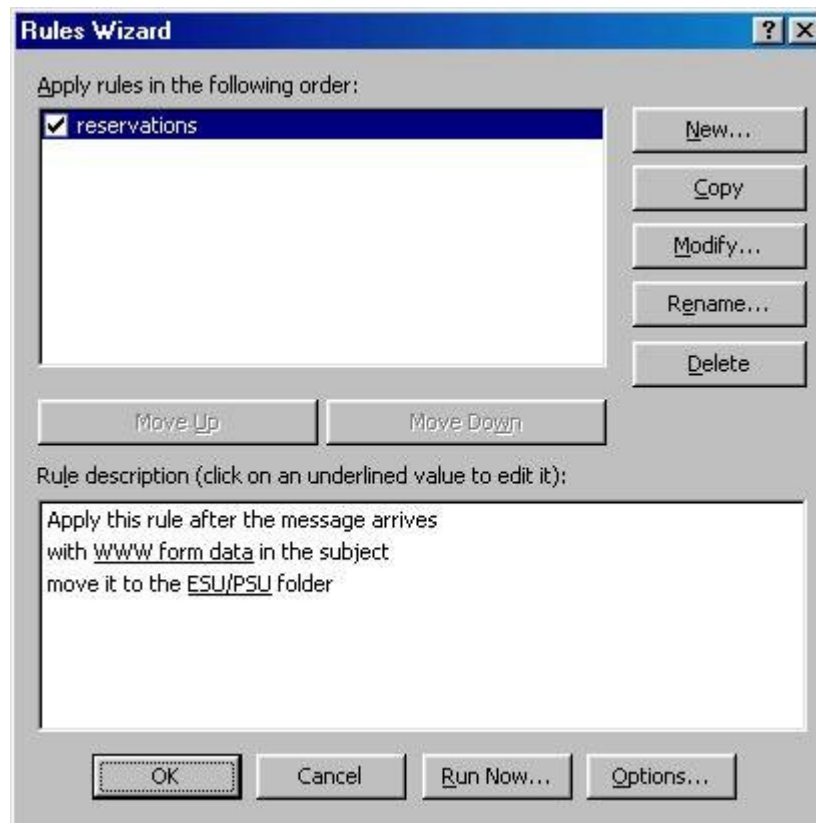 Rules Wizard
Apply rules in the following order:
reservations
New...
Copy
Modify...
Rename...
Delete
Move Up
Move Down
Rule description (click on an underlined value to edit it):
Apply this rule after the message arrives
with WWW form data in the subject
move it to the ESU/PSU folder
OK
Cancel
Run Now...
Options...